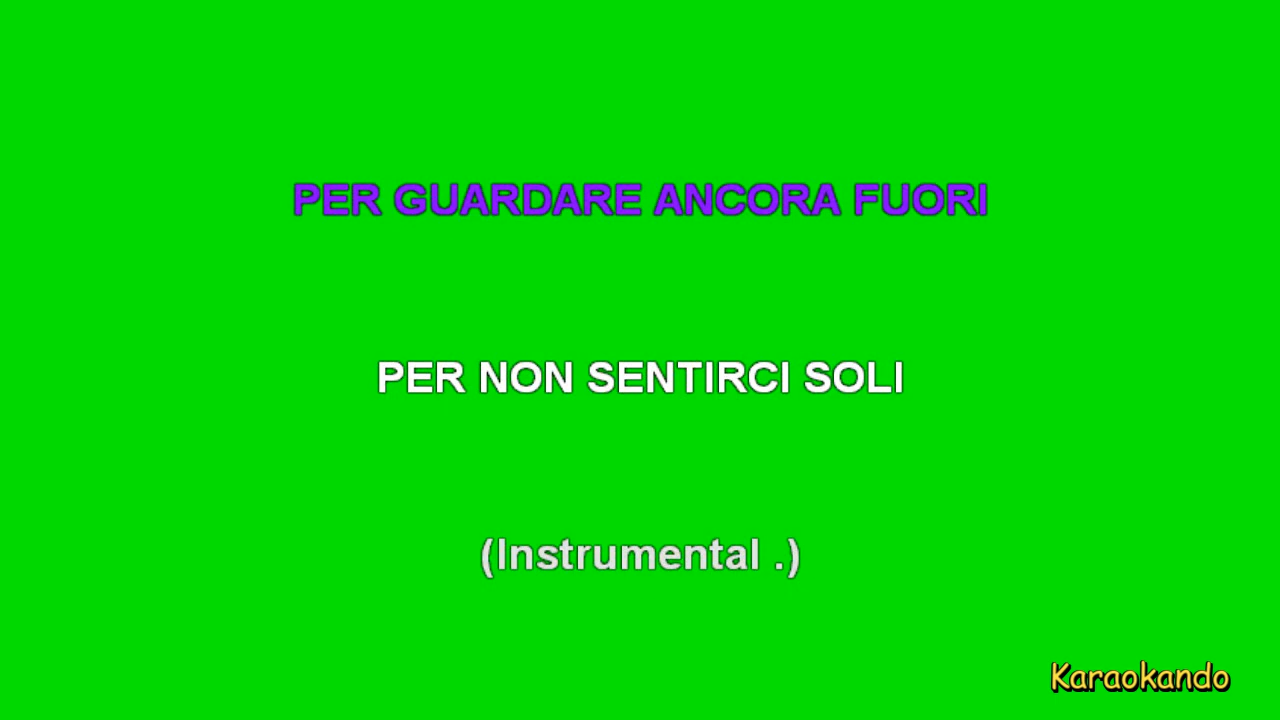 PER GUARDARE ANCORA FUORI
PER NON SENTIRCI SOLI
(Instrumental .)
Karaokando